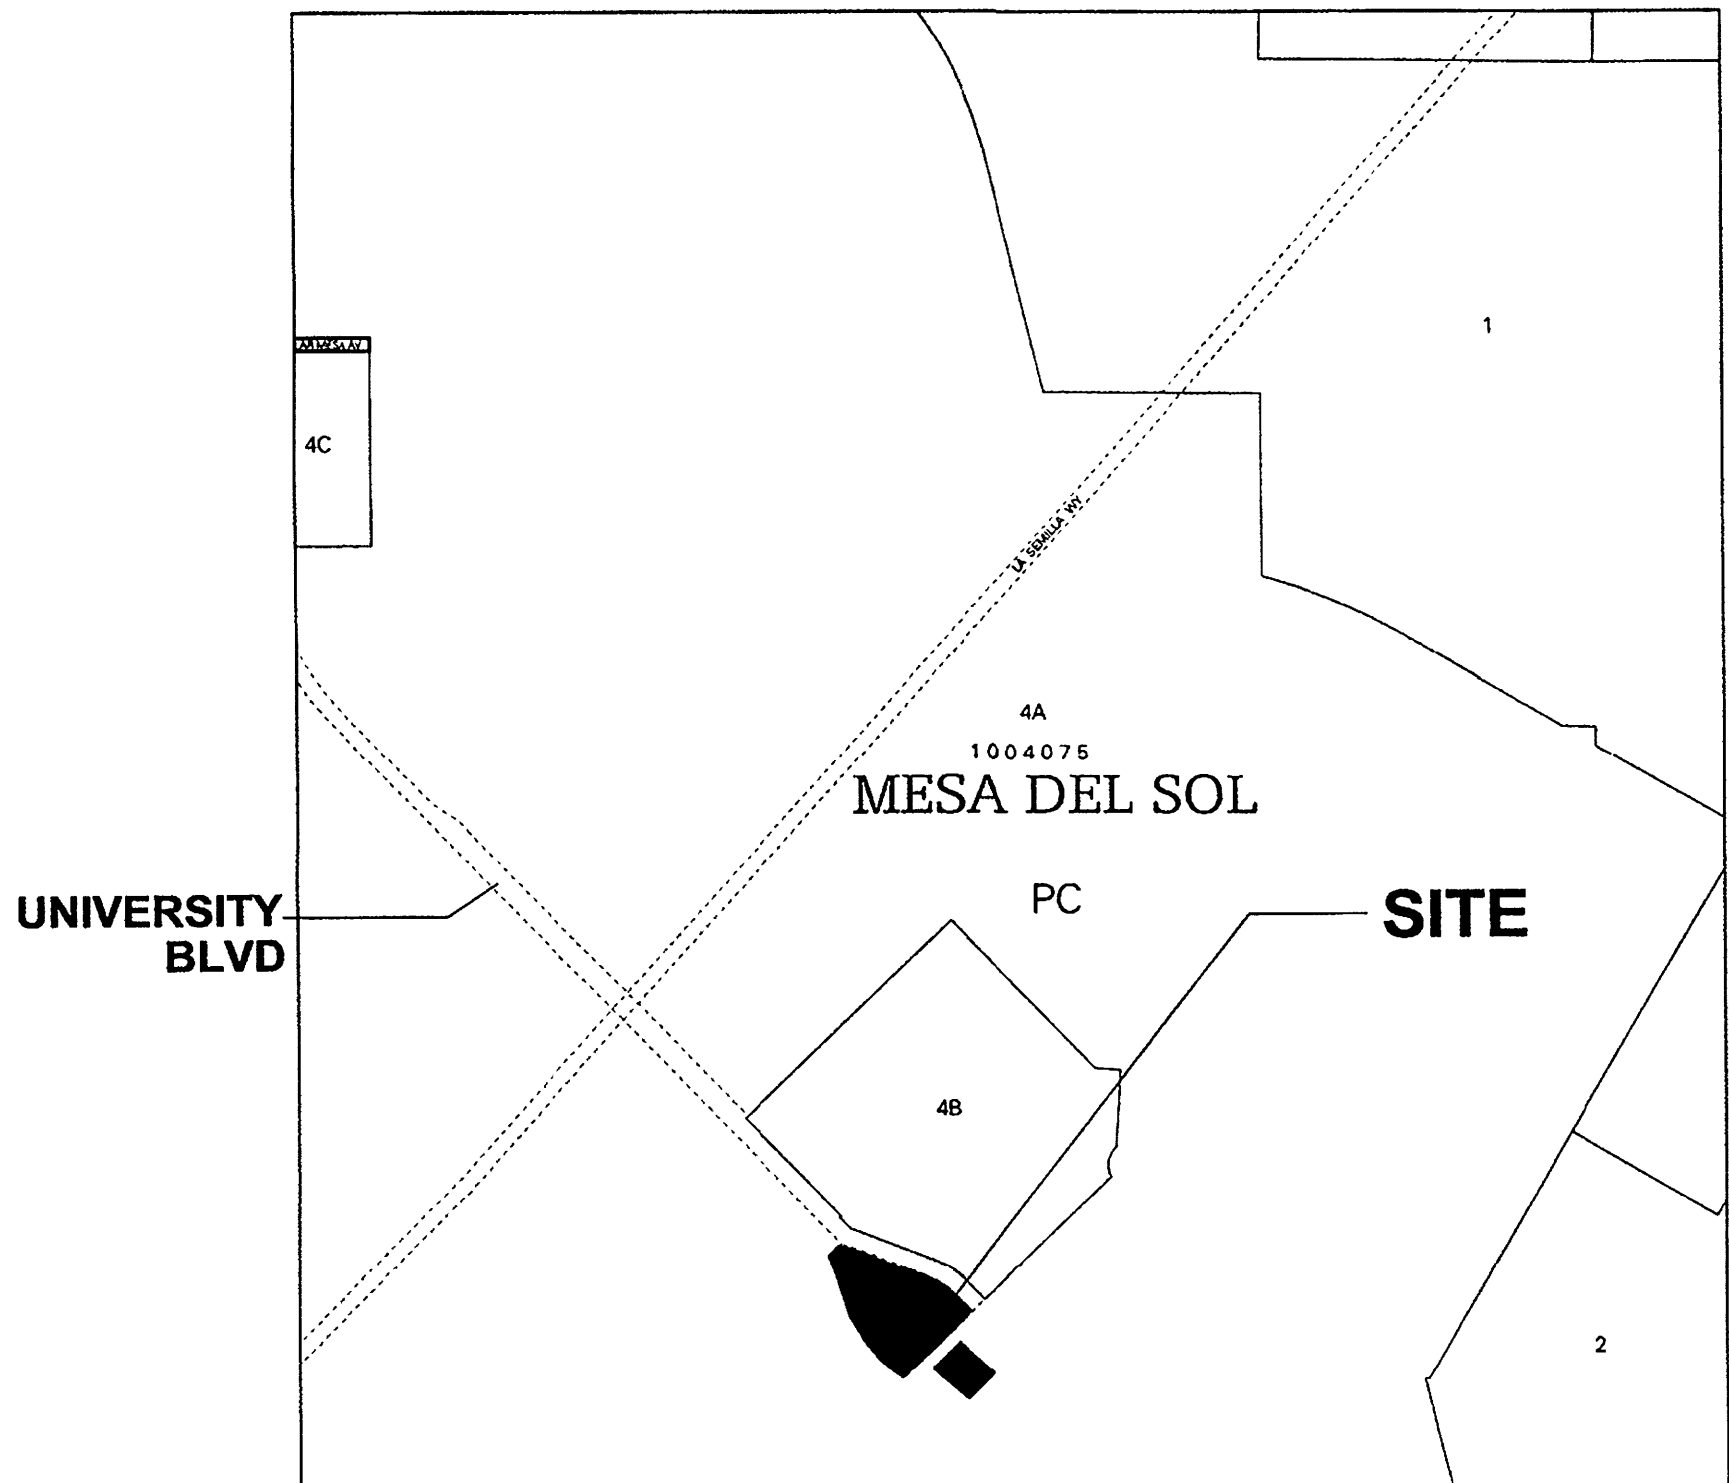 1
4C
LA SEMILLA WY
4A
1004075
MESA DEL SOL
PC
SITE
UNIVERSITY
BLVD
4B
2